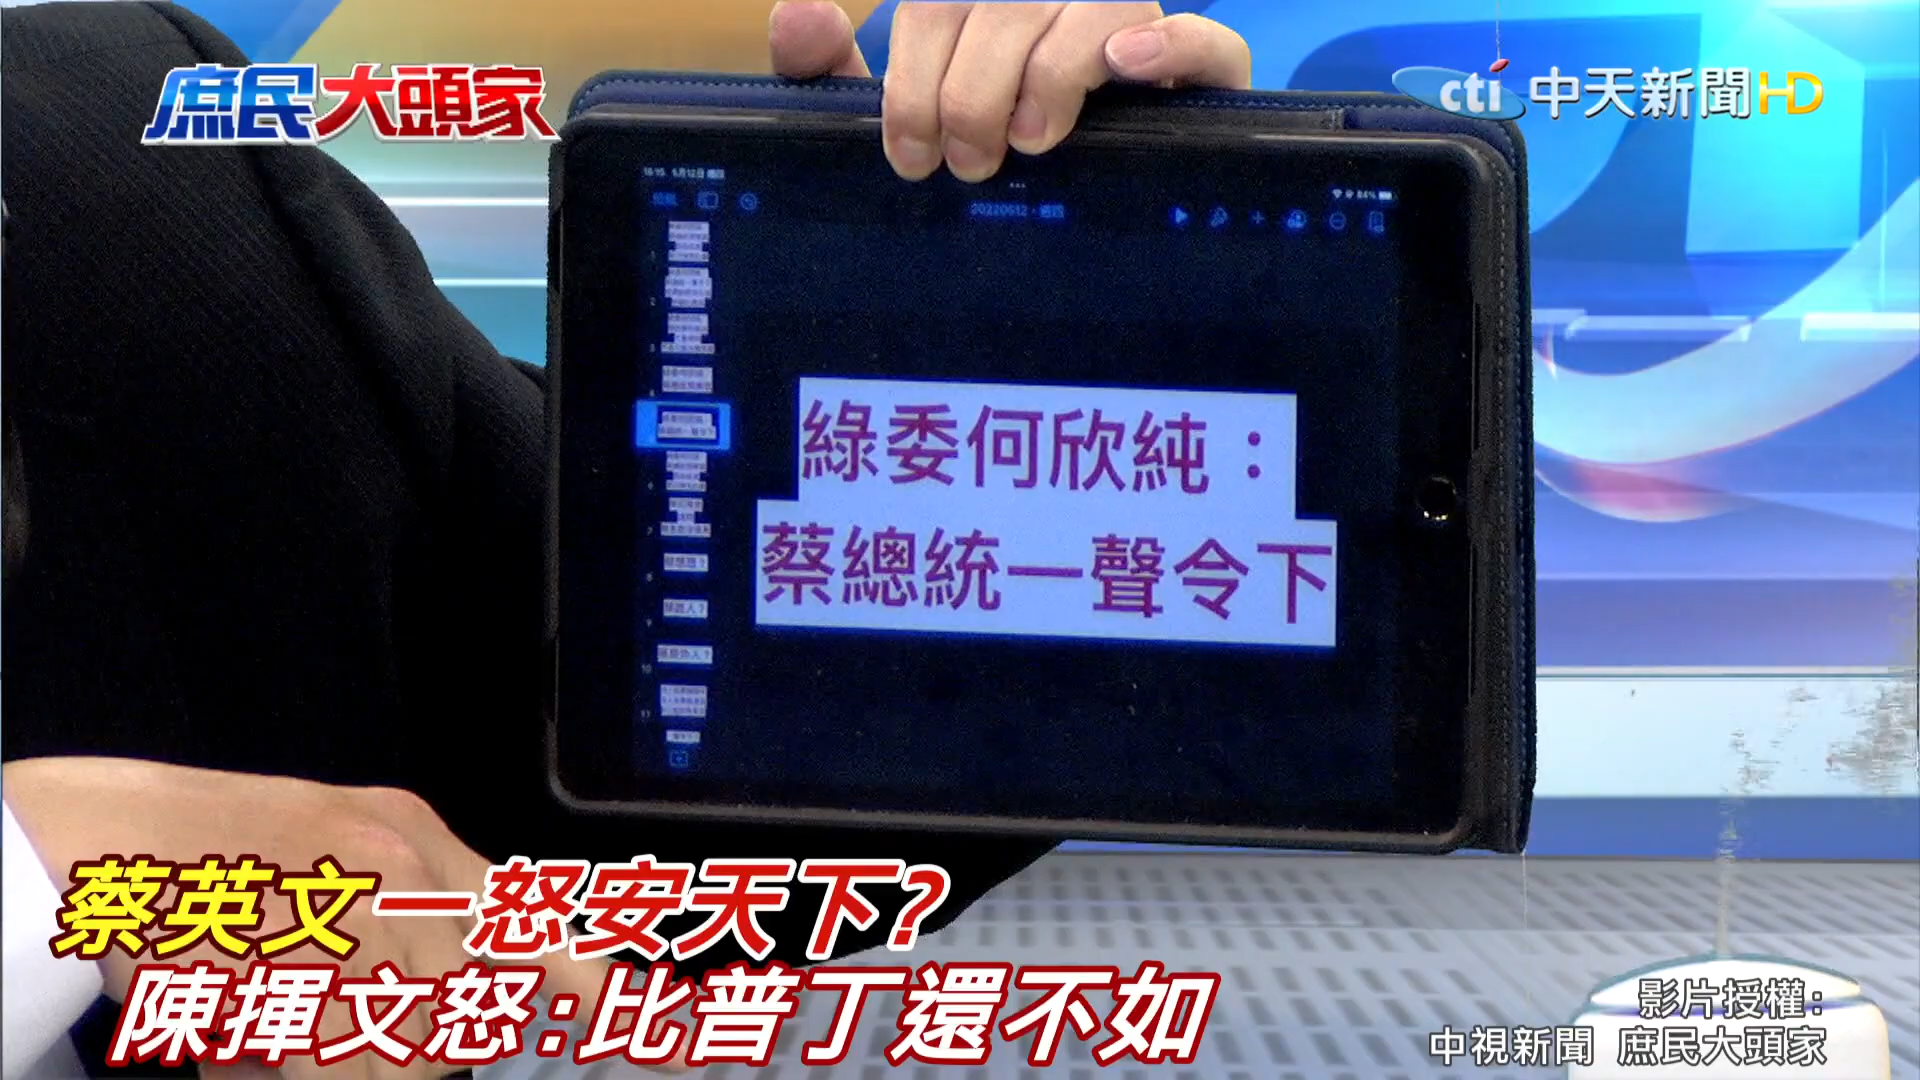 庶民大頭家
cti 中天新聞HD
綠委何欣純：
蔡總統一聲令下
蔡英文一怒安天下?
陳揮文怒:比普丁還不如
影片授權:
中視新聞 庶民大頭家